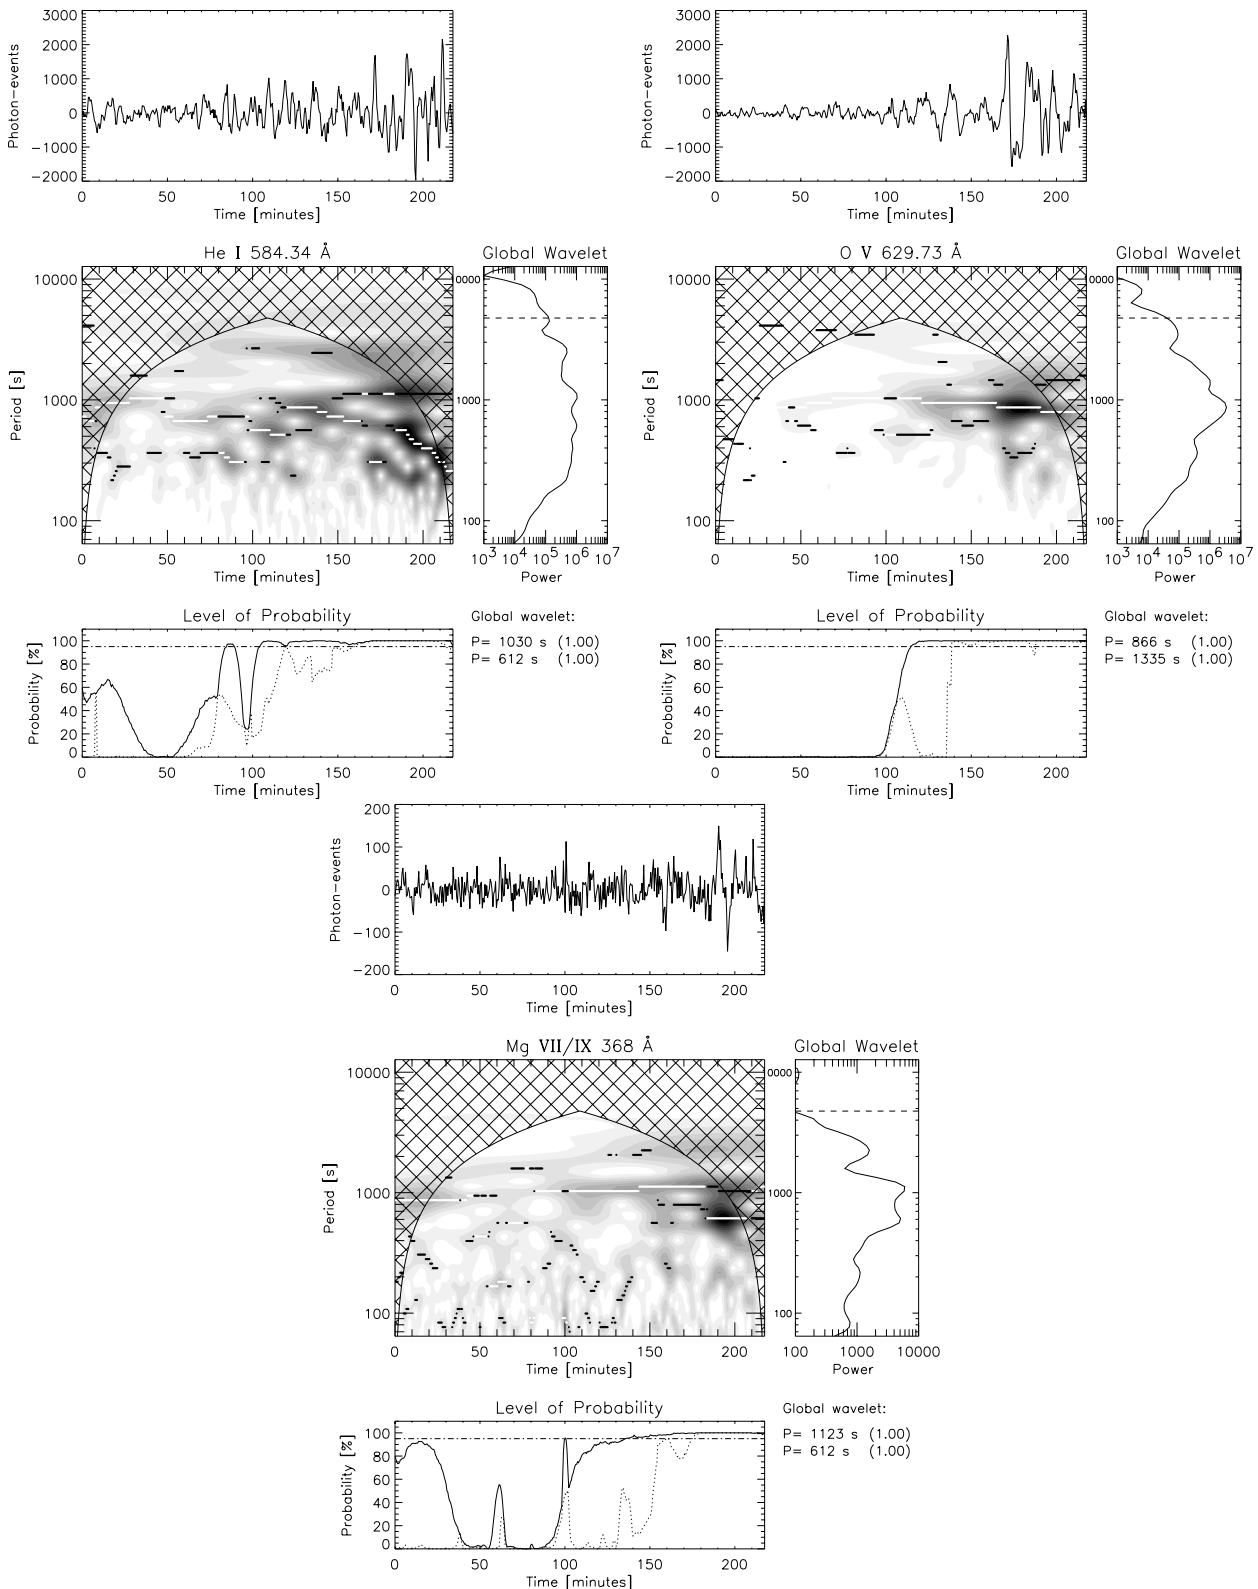 3000
2000
1000
0
−1000
−2000
Photon−events
0 50 100 150 200
Time [minutes]
3000
2000
1000
0
−1000
−2000
Photon−events
0 50 100 150 200
Time [minutes]
He I 584.34 Å
Global Wavelet
10000
1000
100
Period [s]
0 50 100 150 200
Time [minutes]
0000
1000
100
10³ 10⁴ 10⁵ 10⁶ 10⁷
Power
O V 629.73 Å
Global Wavelet
10000
1000
100
Period [s]
0 50 100 150 200
Time [minutes]
0000
1000
100
10³ 10⁴ 10⁵ 10⁶ 10⁷
Power
Level of Probability
100
80
60
40
20
0
Probability [%]
0 50 100 150 200
Time [minutes]
Global wavelet:
P= 1030 s (1.00)
P= 612 s (1.00)
Level of Probability
100
80
60
40
20
0
Probability [%]
0 50 100 150 200
Time [minutes]
Global wavelet:
P= 866 s (1.00)
P= 1335 s (1.00)
200
100
0
−100
−200
Photon−events
0 50 100 150 200
Time [minutes]
Mg VII/IX 368 Å
Global Wavelet
10000
1000
100
Period [s]
0 50 100 150 200
Time [minutes]
0000
1000
100
100 1000 10000
Power
Level of Probability
100
80
60
40
20
0
Probability [%]
0 50 100 150 200
Time [minutes]
Global wavelet:
P= 1123 s (1.00)
P= 612 s (1.00)